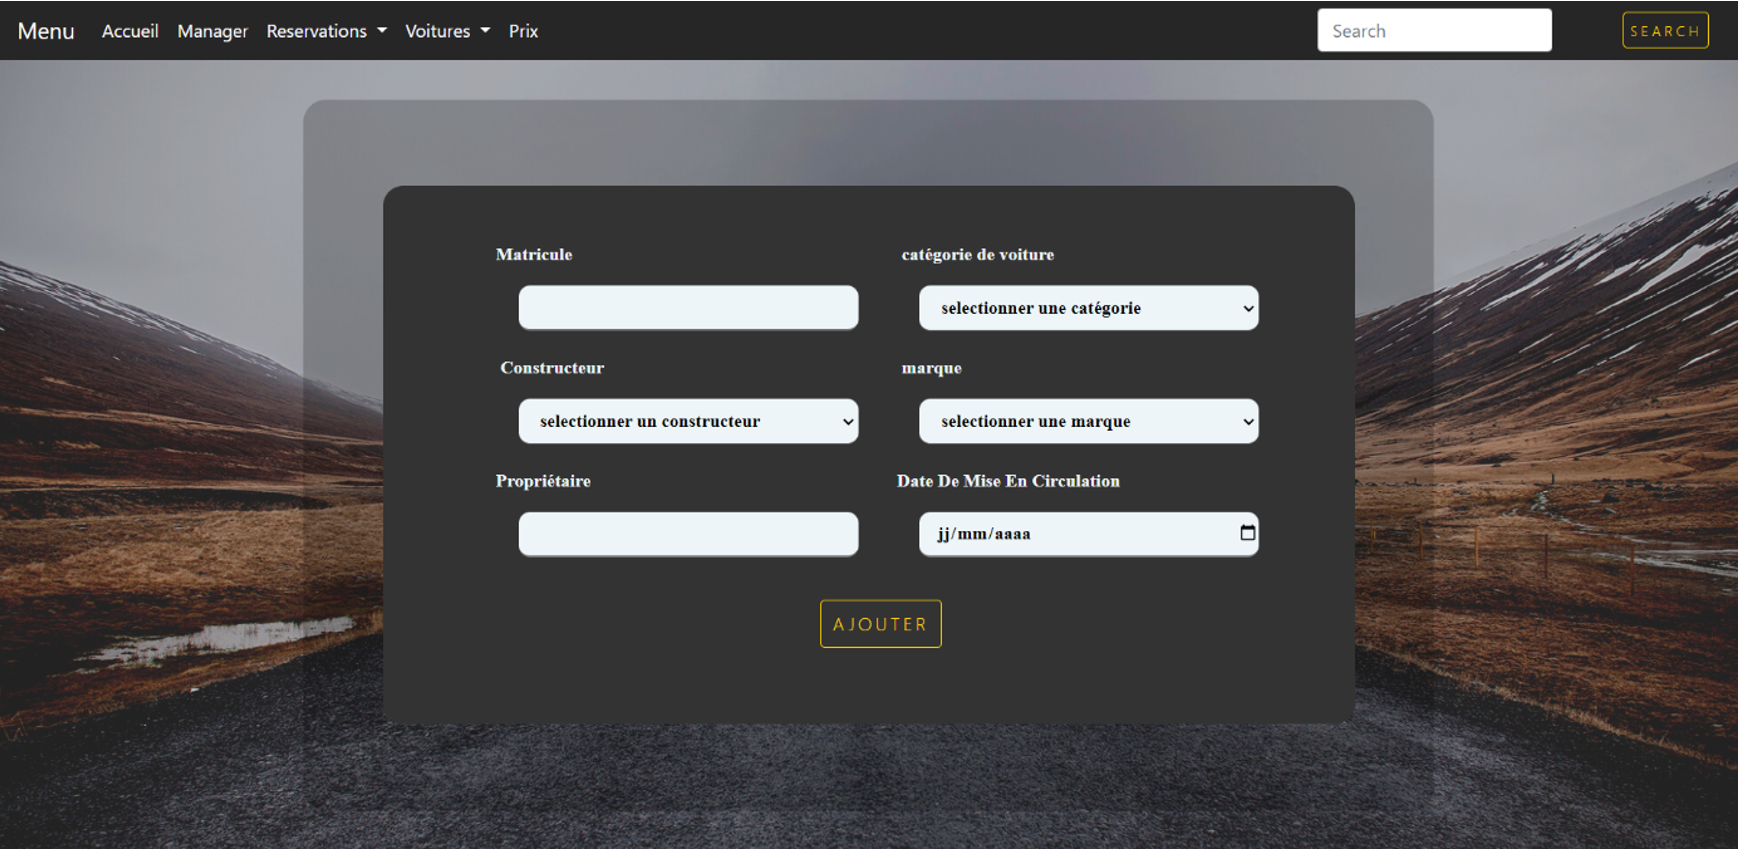 Menu Accueil Manager Reservations Voitures Prix Search SEARCH
Matricule catégorie de voiture
selectionner une catégorie
Constructeur marque
selectionner un constructeur selectionner une marque
Propriétaire Date De Mise En Circulation
jj/mm/aaaa
AJOUTER